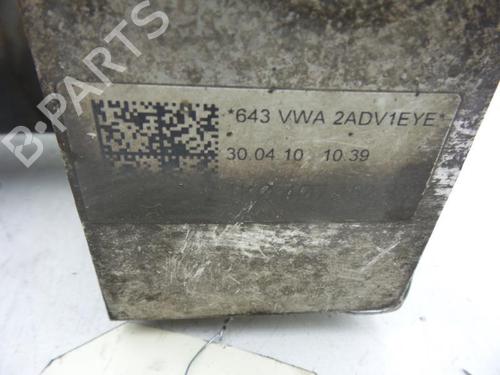 B-PARTS
*643 VWA 2ADV1EYE*
30.04.10 10.39